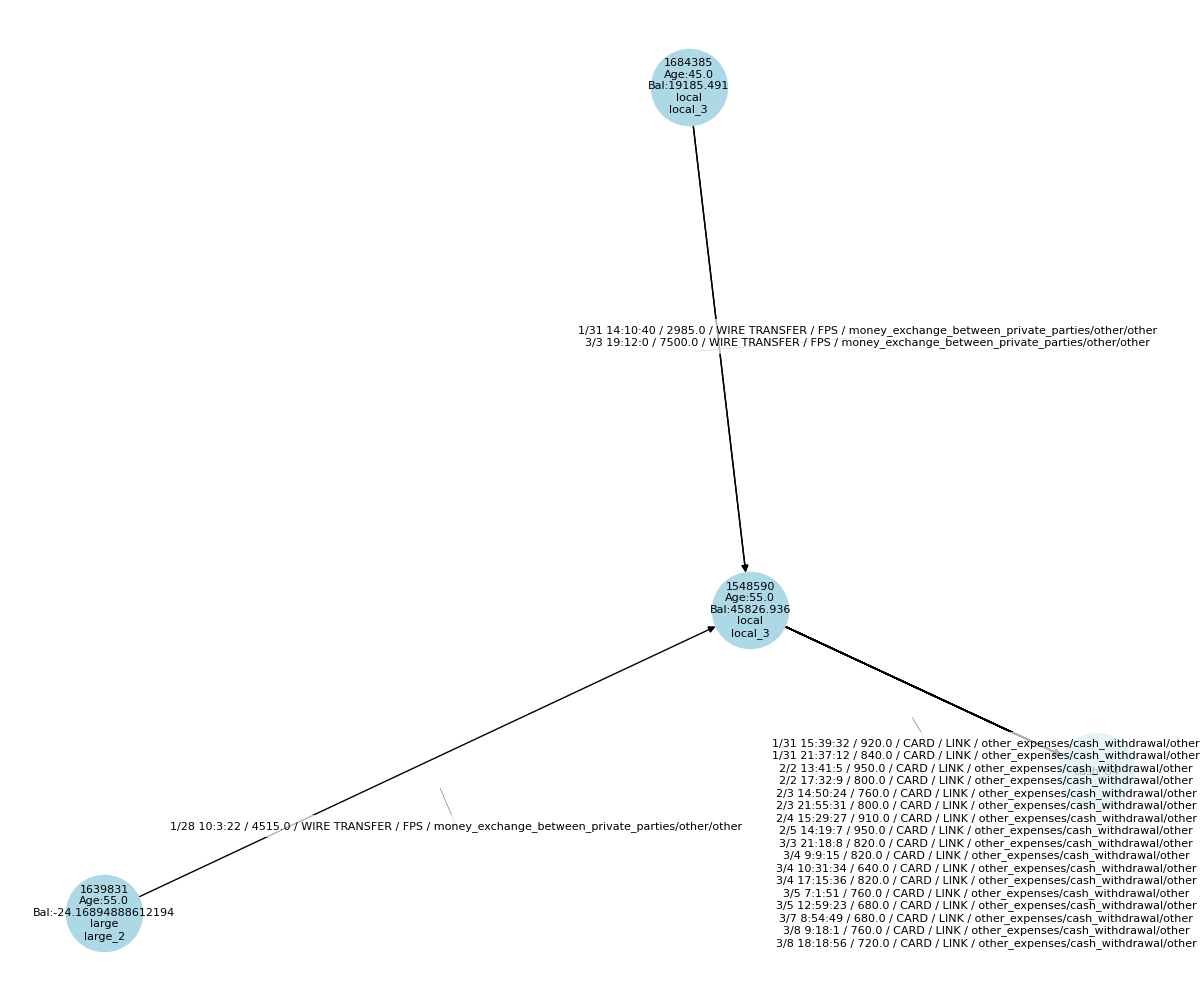 1684385
Age:45.0
Bal:19185.491
local
local_3
1/31 14:10:40 / 2985.0 / WIRE TRANSFER / FPS / money_exchange_between_private_parties/other/other
3/3 19:12:0 / 7500.0 / WIRE TRANSFER / FPS / money_exchange_between_private_parties/other/other
1548590
Age:55.0
Bal:45826.936
local
local_3
1/31 15:39:32 / 920.0 / CARD / LINK / other_expenses/cash_withdrawal/other
1/31 21:37:12 / 840.0 / CARD / LINK / other_expenses/cash_withdrawal/other
2/2 13:41:5 / 950.0 / CARD / LINK / other_expenses/cash_withdrawal/other
2/2 17:32:9 / 800.0 / CARD / LINK / other_expenses/cash_withdrawal/other
2/3 14:50:24 / 760.0 / CARD / LINK / other_expenses/cash_withdrawal/other
2/3 21:55:31 / 800.0 / CARD / LINK / other_expenses/cash_withdrawal/other
2/4 15:29:27 / 910.0 / CARD / LINK / other_expenses/cash_withdrawal/other
2/5 14:19:7 / 950.0 / CARD / LINK / other_expenses/cash_withdrawal/other
3/3 21:18:8 / 820.0 / CARD / LINK / other_expenses/cash_withdrawal/other
3/4 9:9:15 / 820.0 / CARD / LINK / other_expenses/cash_withdrawal/other
3/4 10:31:34 / 640.0 / CARD / LINK / other_expenses/cash_withdrawal/other
3/4 17:15:36 / 820.0 / CARD / LINK / other_expenses/cash_withdrawal/other
3/5 7:1:51 / 760.0 / CARD / LINK / other_expenses/cash_withdrawal/other
3/5 12:59:23 / 680.0 / CARD / LINK / other_expenses/cash_withdrawal/other
3/7 8:54:49 / 680.0 / CARD / LINK / other_expenses/cash_withdrawal/other
3/8 9:18:1 / 760.0 / CARD / LINK / other_expenses/cash_withdrawal/other
3/8 18:18:56 / 720.0 / CARD / LINK / other_expenses/cash_withdrawal/other
1/28 10:3:22 / 4515.0 / WIRE TRANSFER / FPS / money_exchange_between_private_parties/other/other
1639831
Age:55.0
Bal:-24.16894888612194
large
large_2